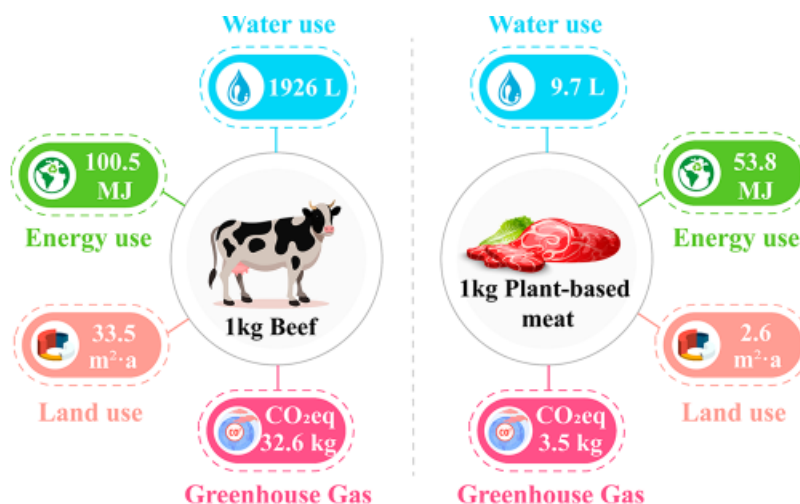 Water use
1926 L
100.5
MJ
Energy use
33.5
m²·a
Land use
1kg Beef
CO₂eq
32.6 kg
Greenhouse Gas
Water use
9.7 L
53.8
MJ
Energy use
1kg Plant-based
meat
2.6
m²·a
Land use
CO₂eq
3.5 kg
Greenhouse Gas